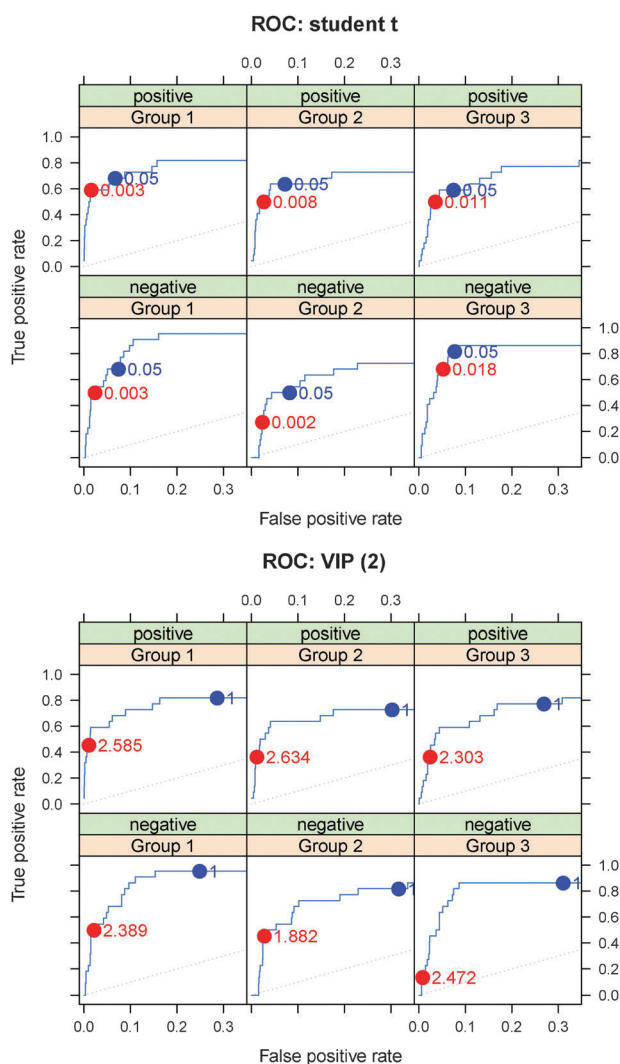 ROC: student t
0.0 0.1 0.2 0.3
positive positive positive
Group 1 Group 2 Group 3
1.0
0.8
0.6
0.4
0.2
0.0
0.05 0.05 0.05
0.003 0.008 0.011
negative negative negative
Group 1 Group 2 Group 3
1.0
0.8
0.6
0.4
0.2
0.0
0.05 0.05 0.05
0.003 0.002 0.018
True positive rate
0.0 0.1 0.2 0.3 0.0 0.1 0.2 0.3
False positive rate
ROC: VIP (2)
0.0 0.1 0.2 0.3
positive positive positive
Group 1 Group 2 Group 3
1.0
0.8
0.6
0.4
0.2
0.0
1 1 1
2.585 2.634 2.303
negative negative negative
Group 1 Group 2 Group 3
1.0
0.8
0.6
0.4
0.2
0.0
1 1 1
2.389 1.882 2.472
True positive rate
0.0 0.1 0.2 0.3 0.0 0.1 0.2 0.3
False positive rate